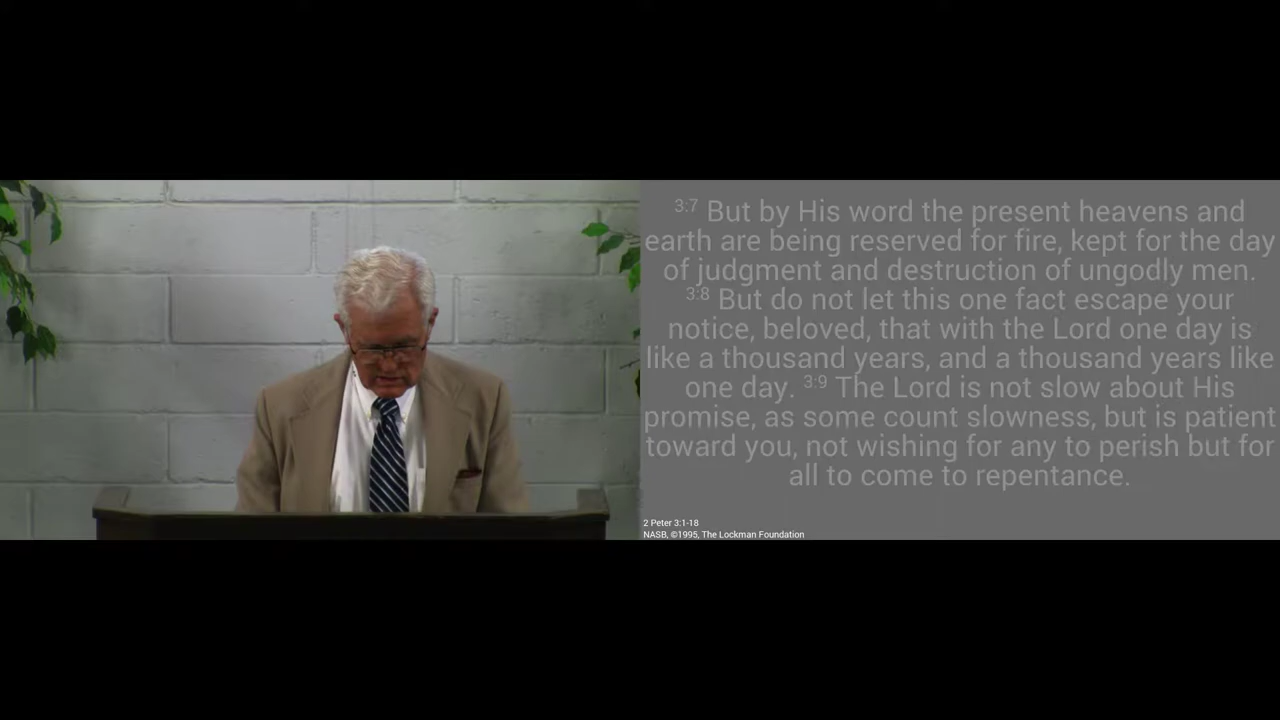 3:7 But by His word the present heavens and
earth are being reserved for fire, kept for the day
of judgment and destruction of ungodly men.
3:8 But do not let this one fact escape your
notice, beloved, that with the Lord one day is
like a thousand years, and a thousand years like
one day. 3:9 The Lord is not slow about His
promise, as some count slowness, but is patient
toward you, not wishing for any to perish but for
all to come to repentance.
2 Peter 3:1-18
NASB, ©1995, The Lockman Foundation